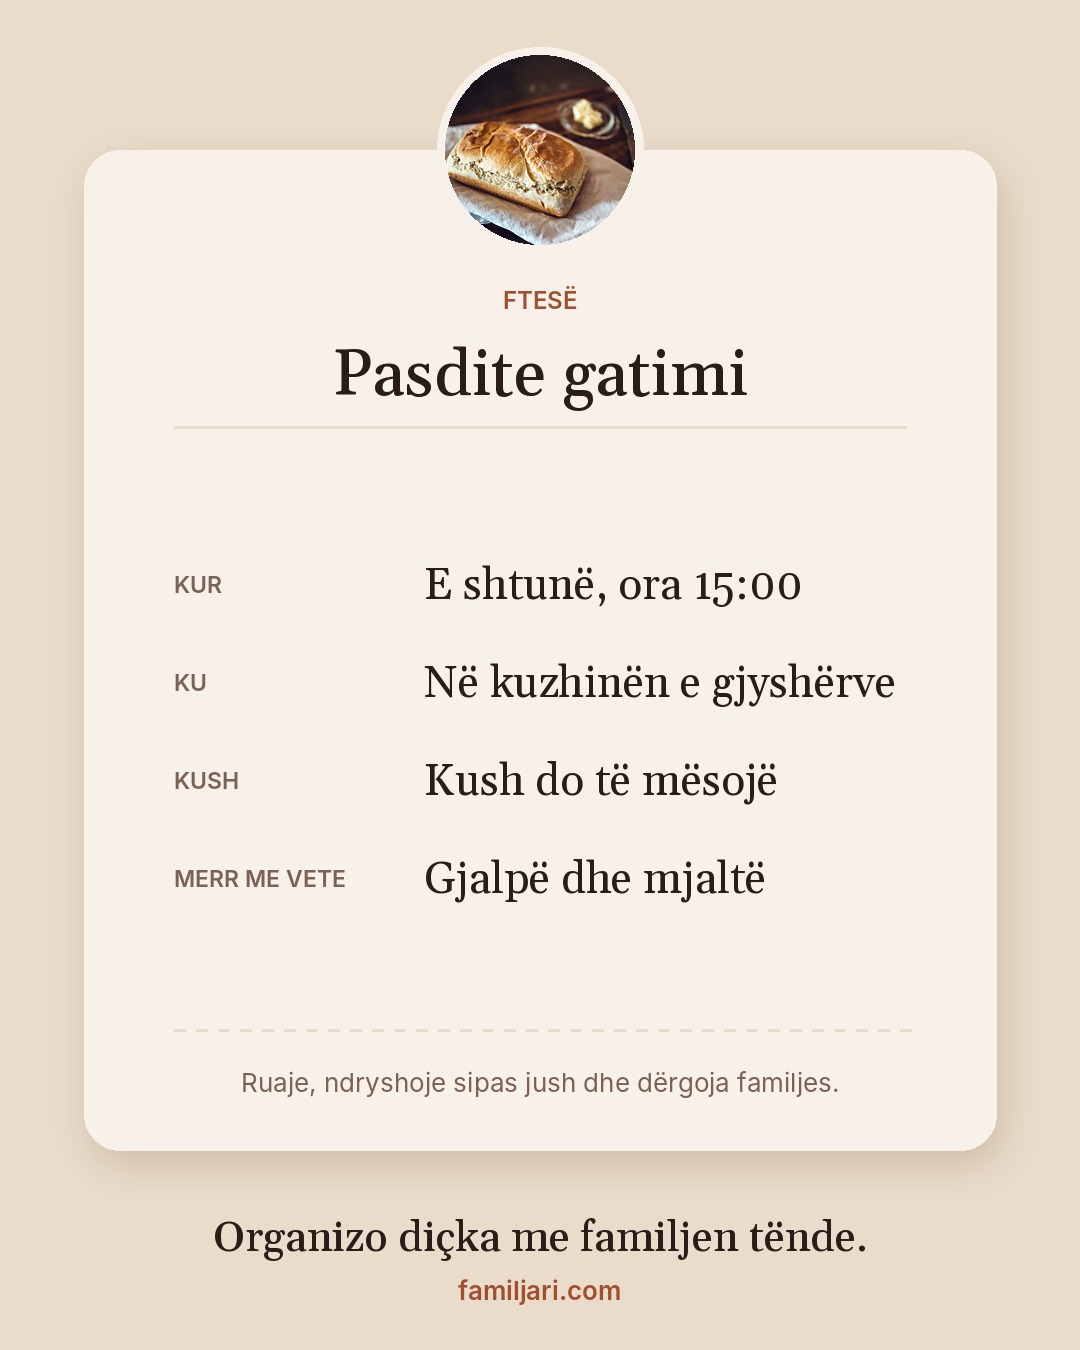 FTESË
Pasdite gatimi
KUR E shtunë, ora 15:00
KU Në kuzhinën e gjyshërve
KUSH Kush do të mësojë
MERR ME VETE Gjalpë dhe mjaltë
Ruaje, ndryshoje sipas jush dhe dërgoja familjes.
Organizo diçka me familjen tënde.
familjari.com